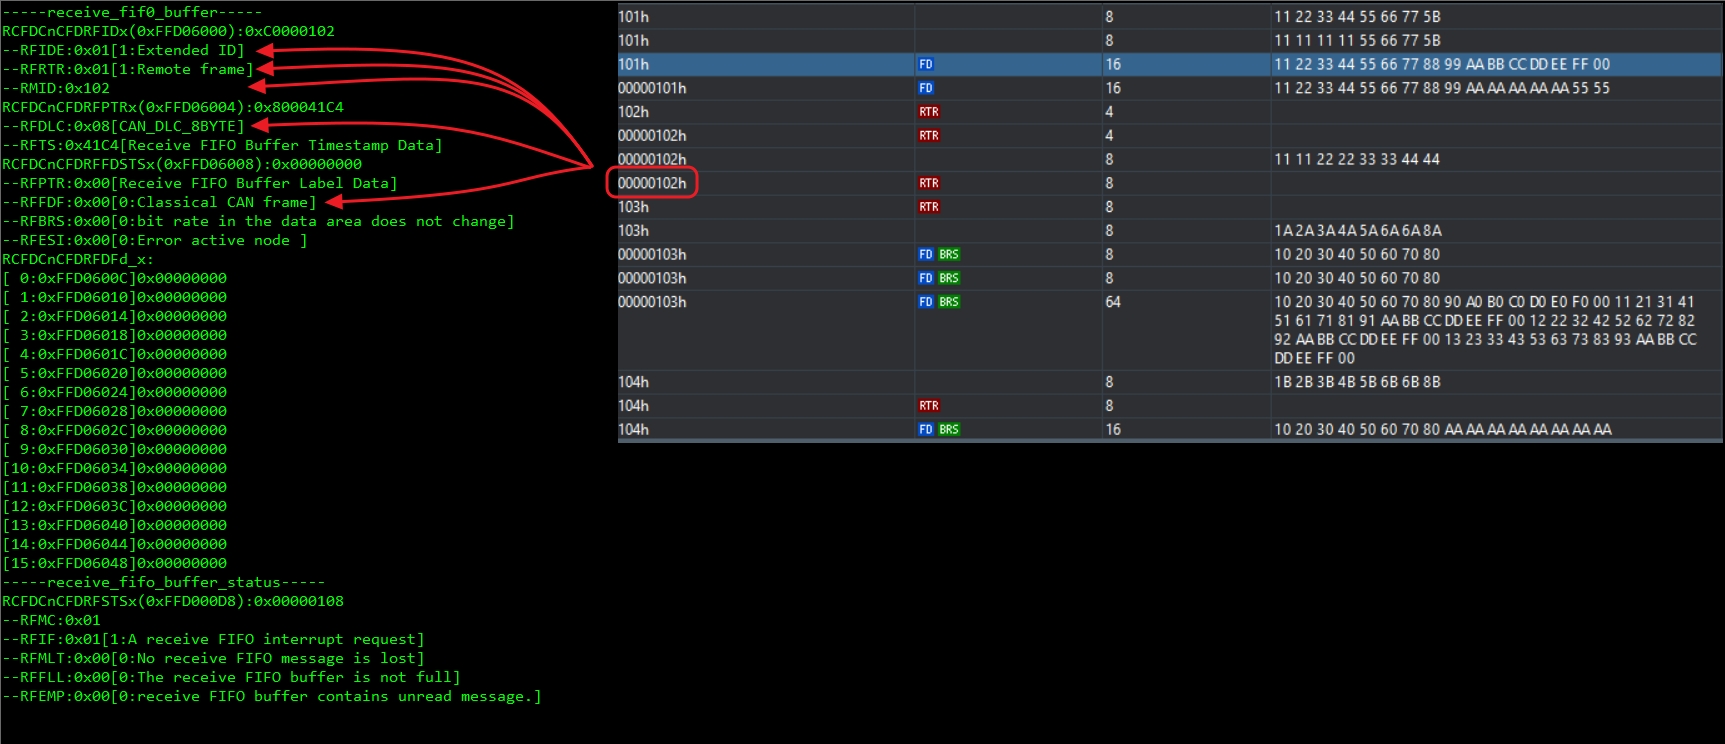 -----receive_fif0_buffer-----
RCFDCnCFDRFIDx(0xFFD06000):0xC0000102
--RFIDE:0x01[1:Extended ID]
--RFRTR:0x01[1:Remote frame]
--RMID:0x102
RCFDCnCFDRFPTRx(0xFFD06004):0x800041C4
--RFDLC:0x08[CAN_DLC_8BYTE]
--RFTS:0x41C4[Receive FIFO Buffer Timestamp Data]
RCFDCnCFDRFFDSTSx(0xFFD06008):0x00000000
--RFPTR:0x00[Receive FIFO Buffer Label Data]
--RFFDF:0x00[0:Classical CAN frame]
--RFBRS:0x00[0:bit rate in the data area does not change]
--RFESI:0x00[0:Error active node ]
RCFDCnCFDRFDFd_x:
[ 0:0xFFD0600C]0x00000000
[ 1:0xFFD06010]0x00000000
[ 2:0xFFD06014]0x00000000
[ 3:0xFFD06018]0x00000000
[ 4:0xFFD0601C]0x00000000
[ 5:0xFFD06020]0x00000000
[ 6:0xFFD06024]0x00000000
[ 7:0xFFD06028]0x00000000
[ 8:0xFFD0602C]0x00000000
[ 9:0xFFD06030]0x00000000
[10:0xFFD06034]0x00000000
[11:0xFFD06038]0x00000000
[12:0xFFD0603C]0x00000000
[13:0xFFD06040]0x00000000
[14:0xFFD06044]0x00000000
[15:0xFFD06048]0x00000000
-----receive_fifo_buffer_status-----
RCFDCnCFDRFSTSx(0xFFD000D8):0x00000108
--RFMC:0x01
--RFIF:0x01[1:A receive FIFO interrupt request]
--RFMLT:0x00[0:No receive FIFO message is lost]
--RFFLL:0x00[0:The receive FIFO buffer is not full]
--RFEMP:0x00[0:receive FIFO buffer contains unread message.]
101h 8 11 22 33 44 55 66 77 5B
101h 8 11 11 11 11 55 66 77 5B
101h FD 16 11 22 33 44 55 66 77 88 99 AA BB CC DD EE FF 00
00000101h FD 16 11 22 33 44 55 66 77 88 99 AA AA AA AA AA 55 55
102h RTR 4
00000102h RTR 4
00000102h 8 11 11 22 22 33 33 44 44
00000102h RTR 8
103h RTR 8
103h 8 1A 2A 3A 4A 5A 6A 6A 8A
00000103h FD BRS 8 10 20 30 40 50 60 70 80
00000103h FD BRS 8 10 20 30 40 50 60 70 80
00000103h FD BRS 64 10 20 30 40 50 60 70 80 90 A0 B0 C0 D0 E0 F0 00 11 21 31 41
51 61 71 81 91 AA BB CC DD EE FF 00 12 22 32 42 52 62 72 82
92 AA BB CC DD EE FF 00 13 23 33 43 53 63 73 83 93 AA BB CC
DD EE FF 00
104h 8 1B 2B 3B 4B 5B 6B 6B 8B
104h RTR 8
104h FD BRS 16 10 20 30 40 50 60 70 80 AA AA AA AA AA AA AA AA